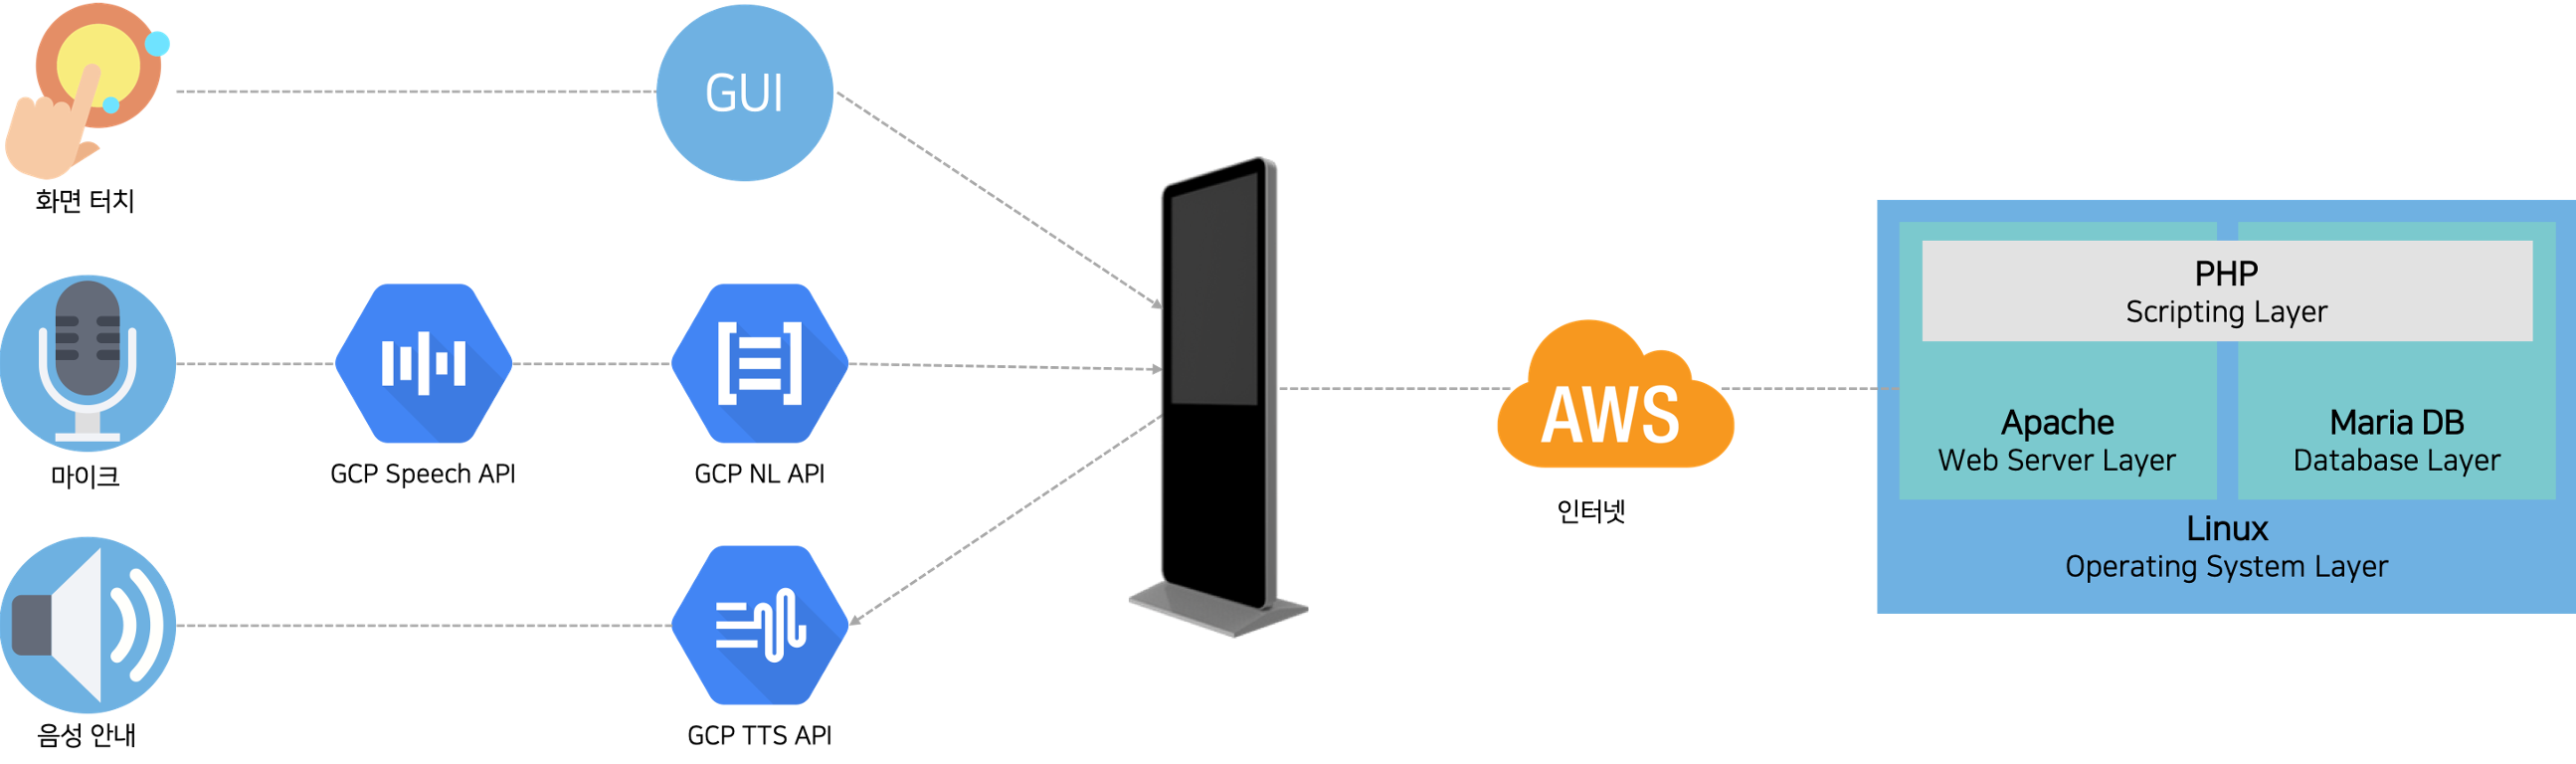 GUI
화면 터치
마이크
GCP Speech API
GCP NL API
음성 안내
GCP TTS API
AWS
인터넷
PHP
Scripting Layer
Apache
Web Server Layer
Maria DB
Database Layer
Linux
Operating System Layer